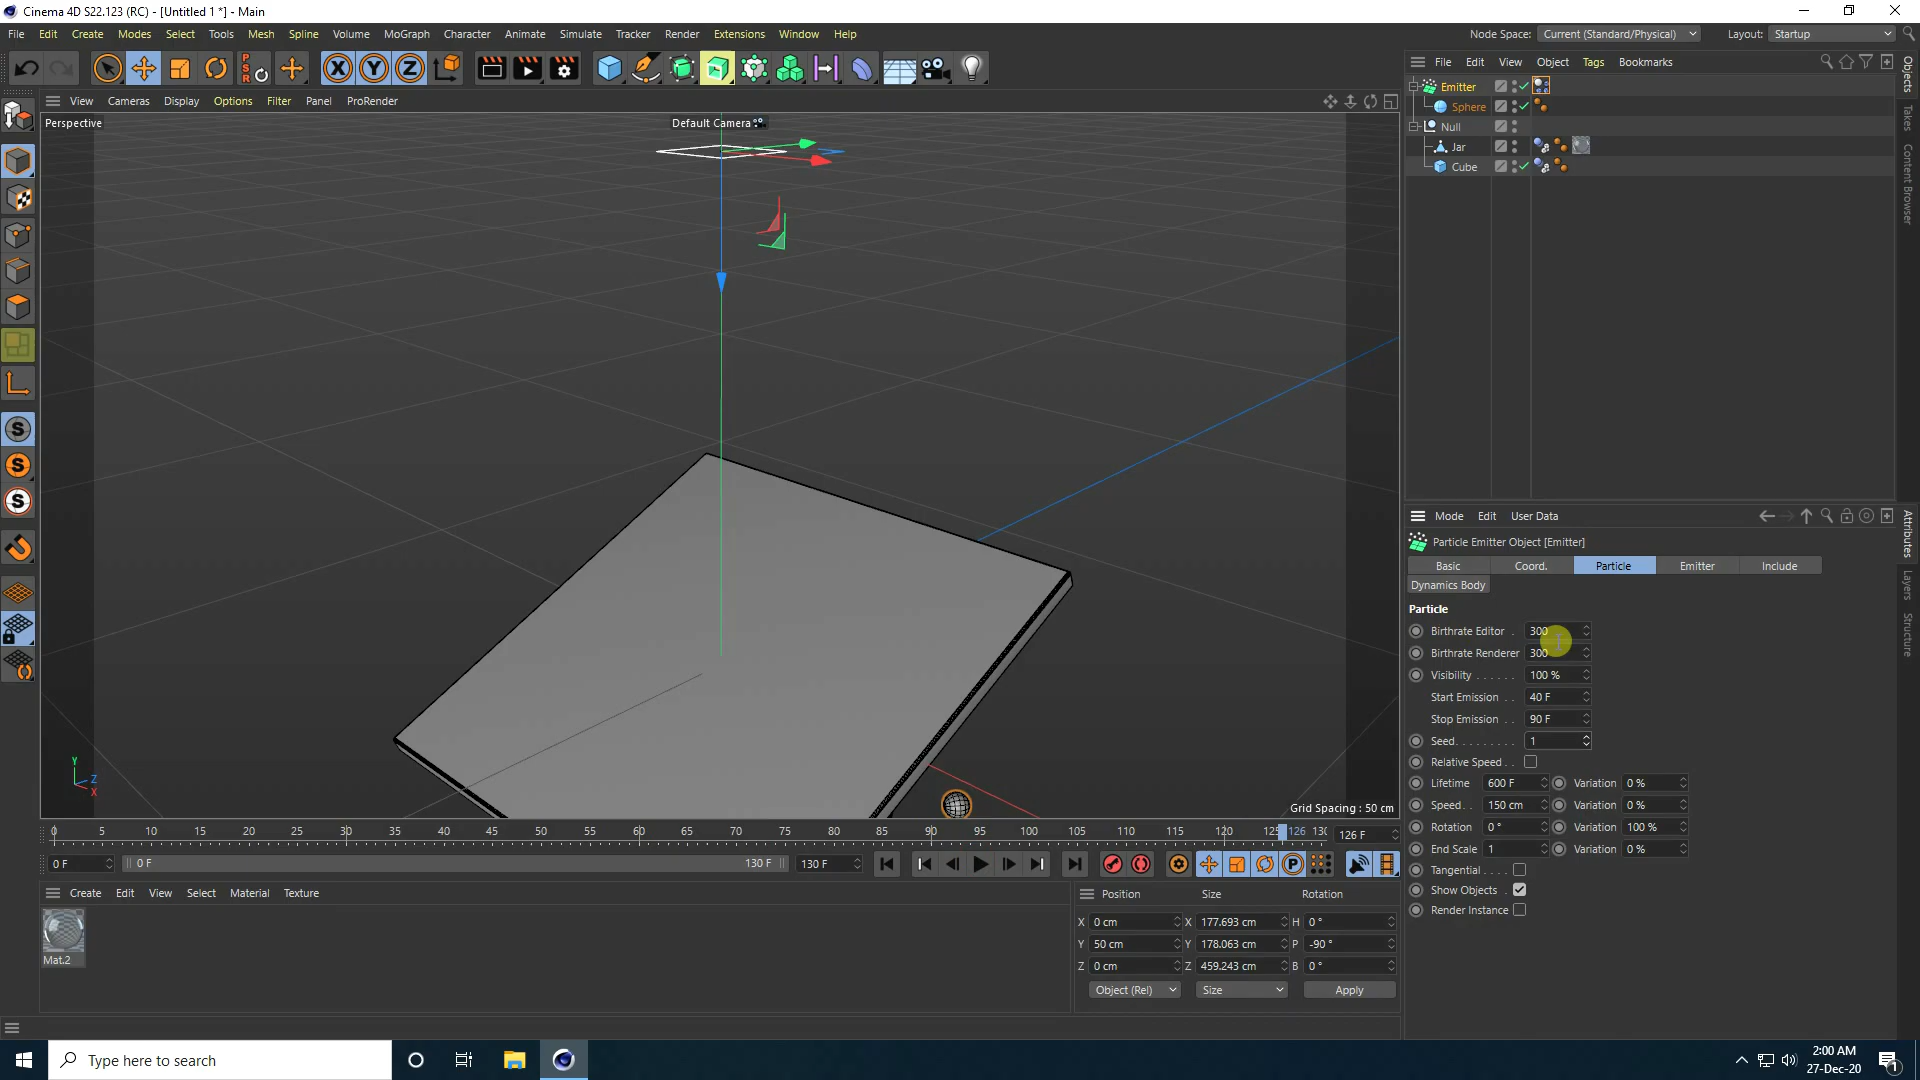 Cinema 4D S22.123 (RC) - [Untitled 1 *] - Main
File Edit Create Modes Select Tools Mesh Spline Volume MoGraph Character Animate Simulate Tracker Render Extensions Window Help
Node Space: Current (Standard/Physical) Layout: Startup
X Y Z
P
S
R
File Edit View Object Tags Bookmarks
View Cameras Display Options Filter Panel ProRender
Perspective
Default Camera
Emitter
Sphere
Null
Jar
Cube
Objects
Takes
Content Browser
Mode Edit User Data
Particle Emitter Object [Emitter]
Basic Coord. Particle Emitter Include
Dynamics Body
Attributes
Layers
Structure
Particle
Birthrate Editor . 300
Birthrate Renderer 300
Visibility . . . . . . 100 %
Start Emission . . 40 F
Stop Emission . . 90 F
Seed. . . . . . . . . 1
Relative Speed . .
Lifetime 600 F Variation 0 %
Speed. . 150 cm Variation 0 %
Rotation 0 ° Variation 100 %
End Scale 1 Variation 0 %
Tangential . . . .
Show Objects .
Render Instance
S
S
S
Y
Z
X
Grid Spacing : 50 cm
0 5 10 15 20 25 30 35 40 45 50 55 60 65 70 75 80 85 90 95 100 105 110 115 120 125 126 130 126 F
0 F 0 F 130 F 130 F P
Create Edit View Select Material Texture
Mat.2
Position Size Rotation
X 0 cm X 177.693 cm H 0 °
Y 50 cm Y 178.063 cm P -90 °
Z 0 cm Z 459.243 cm B 0 °
Object (Rel) Size Apply
Type here to search
2:00 AM
27-Dec-20
1